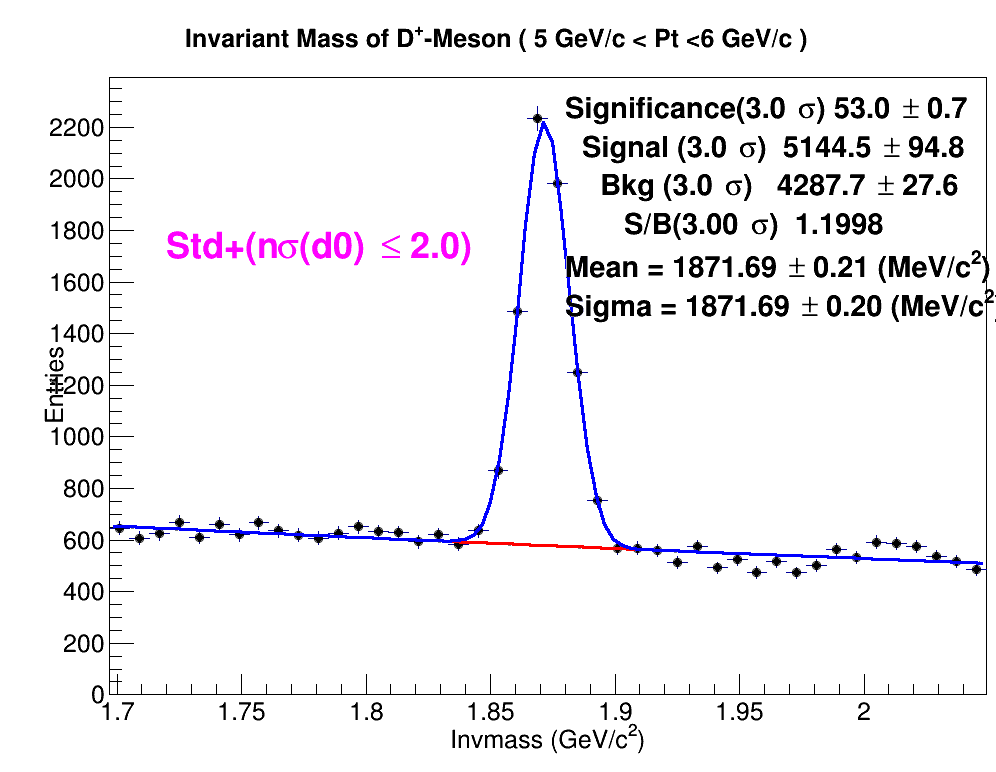 Invariant Mass of D⁺-Meson ( 5 GeV/c < Pt <6 GeV/c )
Significance(3.0 σ) 53.0 ± 0.7
Signal (3.0 σ) 5144.5 ± 94.8
Bkg (3.0 σ) 4287.7 ± 27.6
S/B(3.00 σ) 1.1998
Mean = 1871.69 ± 0.21 (MeV/c²)
Sigma = 1871.69 ± 0.20 (MeV/c²)
Std+(nσ(d0) ≤ 2.0)
Entries
2200
2000
1800
1600
1400
1200
1000
800
600
400
200
0
1.7 1.75 1.8 1.85 1.9 1.95 2
Invmass (GeV/c²)